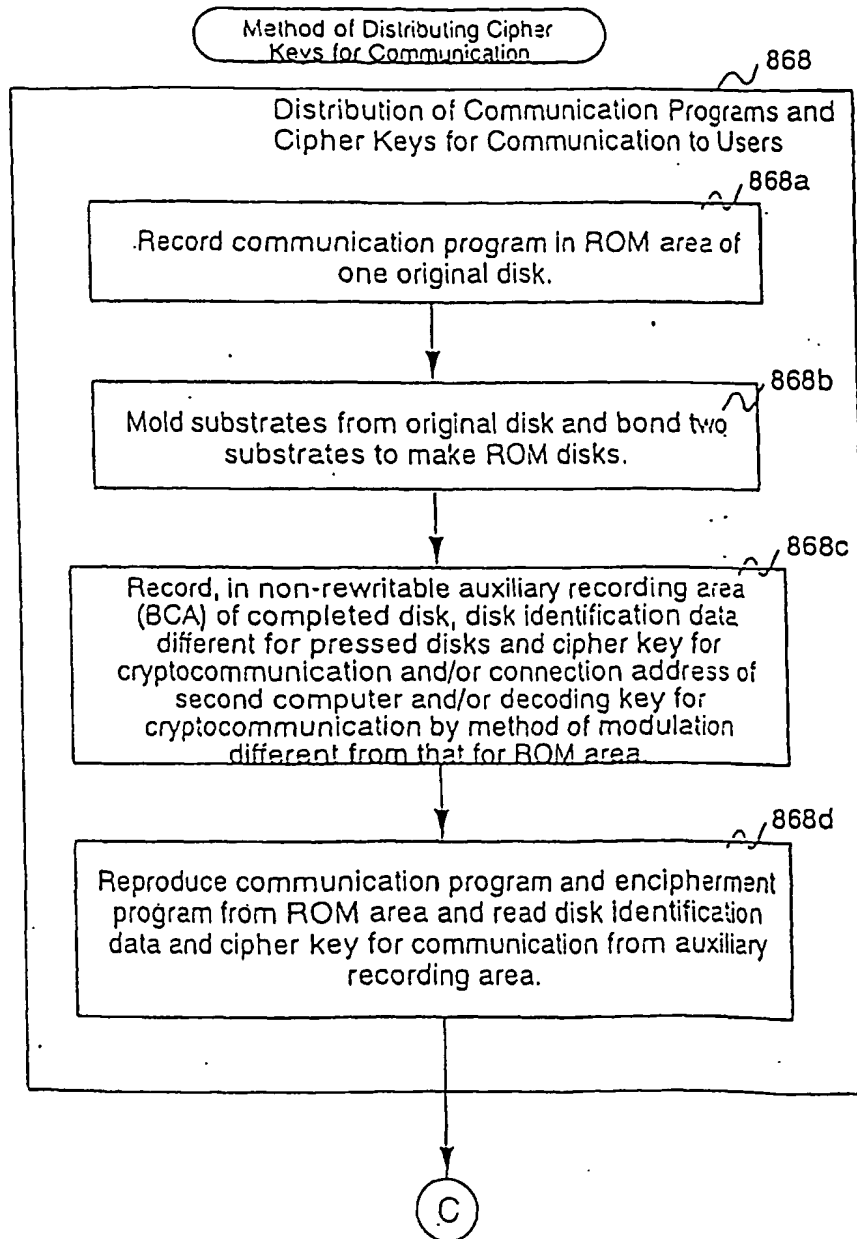 Method of Distributing Cipher
Keys for Communication
868
Distribution of Communication Programs and
Cipher Keys for Communication to Users
868a
Record communication program in ROM area of
one original disk.
868b
Mold substrates from original disk and bond two
substrates to make ROM disks.
868c
Record, in non-rewritable auxiliary recording area
(BCA) of completed disk, disk identification data
different for pressed disks and cipher key for
cryptocommunication and/or connection address of
second computer and/or decoding key for
cryptocommunication by method of modulation
different from that for ROM area
868d
Reproduce communication program and encipherment
program from ROM area and read disk identification
data and cipher key for communication from auxiliary
recording area.
C